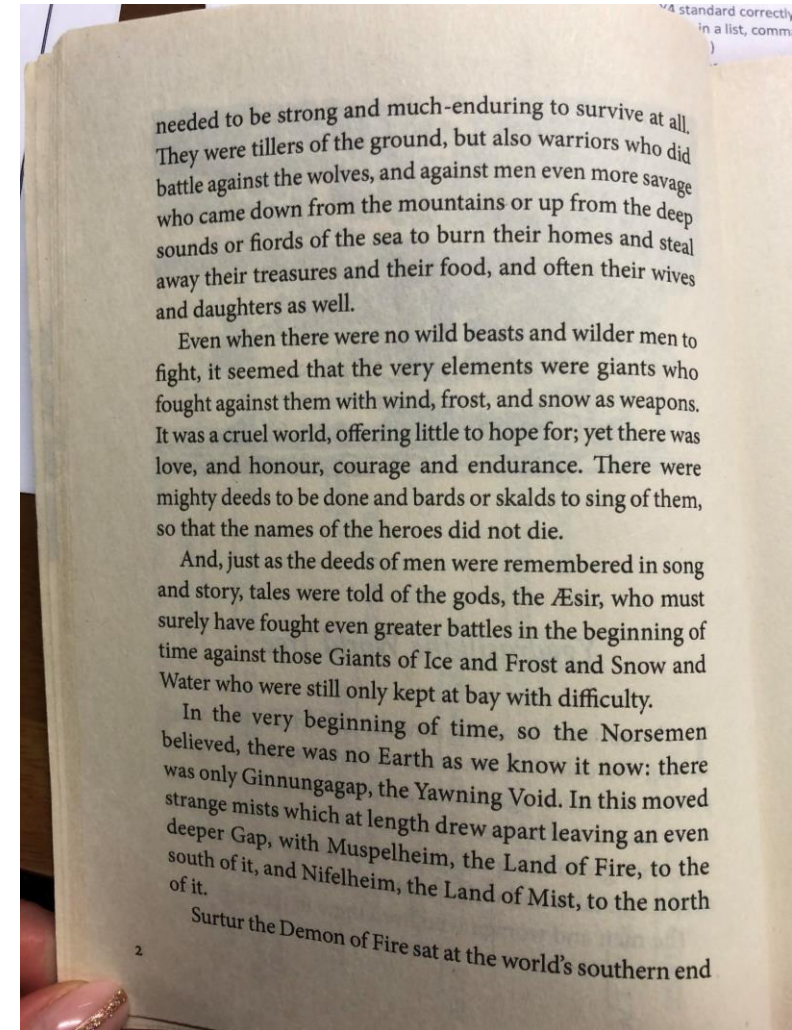 Y4 standard correctly
in a list, comm
)
needed to be strong and much-enduring to survive at all.
They were tillers of the ground, but also warriors who did
battle against the wolves, and against men even more savage
who came down from the mountains or up from the deep
sounds or fiords of the sea to burn their homes and steal
away their treasures and their food, and often their wives
and daughters as well.
Even when there were no wild beasts and wilder men to
fight, it seemed that the very elements were giants who
fought against them with wind, frost, and snow as weapons.
It was a cruel world, offering little to hope for; yet there was
love, and honour, courage and endurance. There were
mighty deeds to be done and bards or skalds to sing of them,
so that the names of the heroes did not die.
And, just as the deeds of men were remembered in song
and story, tales were told of the gods, the Æsir, who must
surely have fought even greater battles in the beginning of
time against those Giants of Ice and Frost and Snow and
Water who were still only kept at bay with difficulty.
In the very beginning of time, so the Norsemen
believed, there was no Earth as we know it now: there
was only Ginnungagap, the Yawning Void. In this moved
strange mists which at length drew apart leaving an even
deeper Gap, with Muspelheim, the Land of Fire, to the
south of it, and Nifelheim, the Land of Mist, to the north
of it.
Surtur the Demon of Fire sat at the world's southern end
2